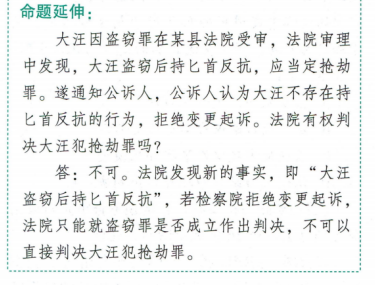 命题延伸：
大汪因盗窃罪在某县法院受审，法院审理
中发现，大汪盗窃后持匕首反抗，应当定抢劫
罪。遂通知公诉人，公诉人认为大汪不存在持
匕首反抗的行为，拒绝变更起诉。法院有权判
决大汪犯抢劫罪吗？
答：不可。法院发现新的事实，即“大汪
盗窃后持匕首反抗”，若检察院拒绝变更起诉，
法院只能就盗窃罪是否成立作出判决，不可以
直接判决大汪犯抢劫罪。